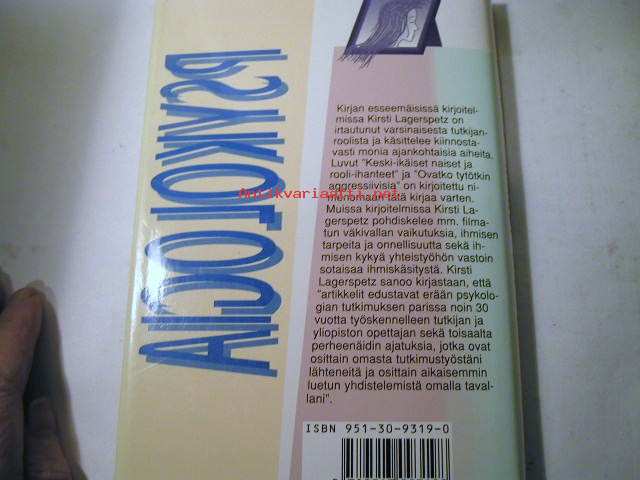 PSYKOLOGIA
Kirjan esseemäisissä kirjoitel-
missa Kirsti Lagerspetz on
irtautunut varsinaisesta tutkijan-
roolista ja käsittelee kiinnosta-
vasti monia ajankohtaisia aiheita.
Luvut "Keski-ikäiset naiset ja
rooli-ihanteet" ja "Ovatko tytötkin
aggressiivisia" on kirjoitettu ni-
menomaan tätä kirjaa varten.
Muissa kirjoitelmissa Kirsti La-
gerspetz pohdiskelee mm. filma-
tun väkivallan vaikutuksia, ihmisen
tarpeita ja onnellisuutta sekä ih-
misen kykyä yhteistyöhön vastoin
sotaisaa ihmiskäsitystä. Kirsti
Lagerspetz sanoo kirjastaan, että
"artikkelit edustavat erään psykolo-
gian tutkimuksen parissa noin 30
vuotta työskennelleen tutkijan ja
yliopiston opettajan sekä toisaalta
perheenäidin ajatuksia, jotka ovat
osittain omasta tutkimustyöstäni
lähteneitä ja osittain aikaisemmin
luetun yhdistelemistä omalla taval-
lani".
ISBN 951-30-9319-0
Antikvariaatti.net